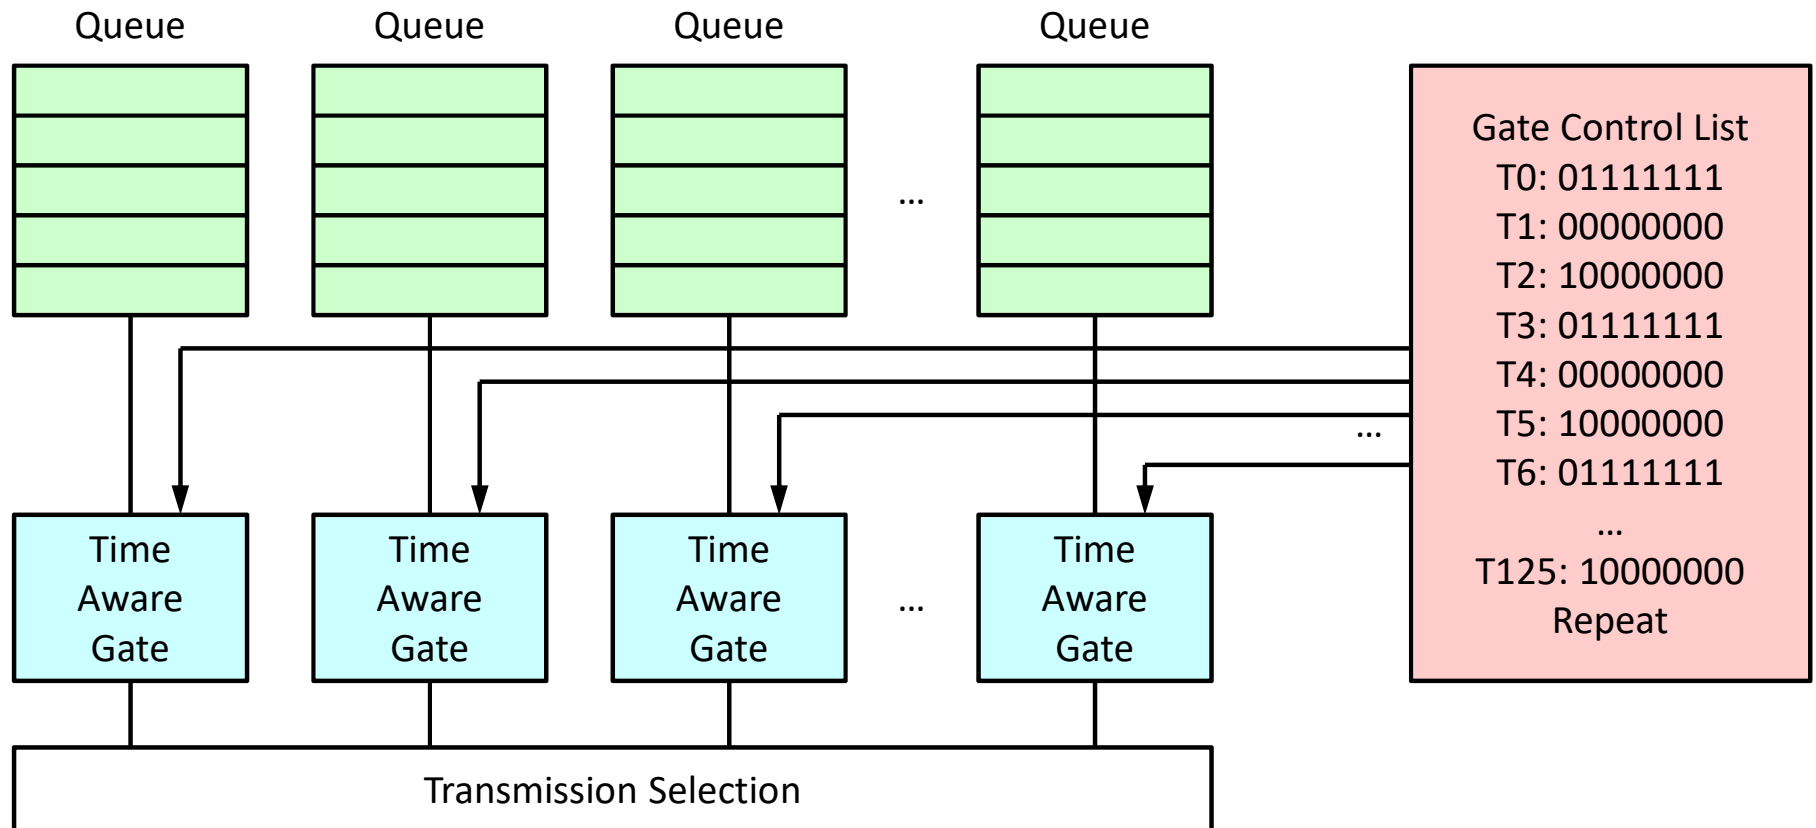 Queue
Queue
Queue
Queue
...
Gate Control List
T0: 01111111
T1: 00000000
T2: 10000000
T3: 01111111
T4: 00000000
T5: 10000000
T6: 01111111
...
T125: 10000000
Repeat
...
Time
Aware
Gate
Time
Aware
Gate
Time
Aware
Gate
...
Time
Aware
Gate
Transmission Selection